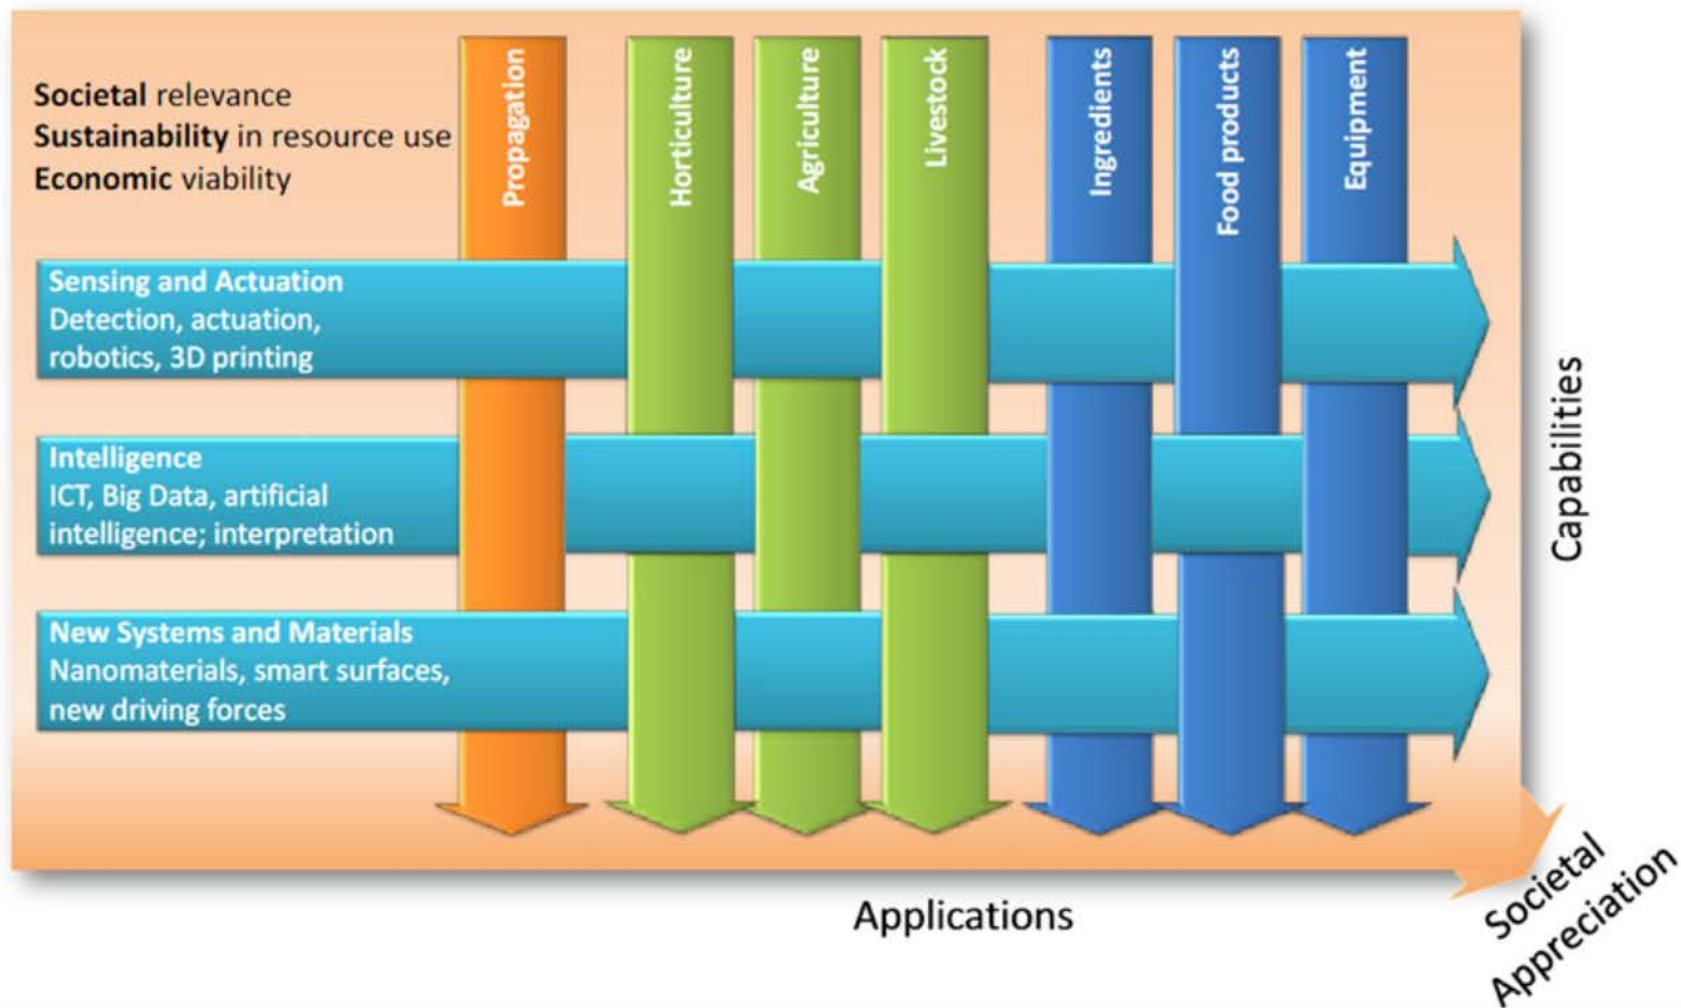 Societal relevance
Sustainability in resource use
Economic viability
Propagation
Horticulture
Agriculture
Livestock
Ingredients
Food products
Equipment
Sensing and Actuation
Detection, actuation,
robotics, 3D printing
Intelligence
ICT, Big Data, artificial
intelligence; interpretation
New Systems and Materials
Nanomaterials, smart surfaces,
new driving forces
Capabilities
Applications
Societal
Appreciation